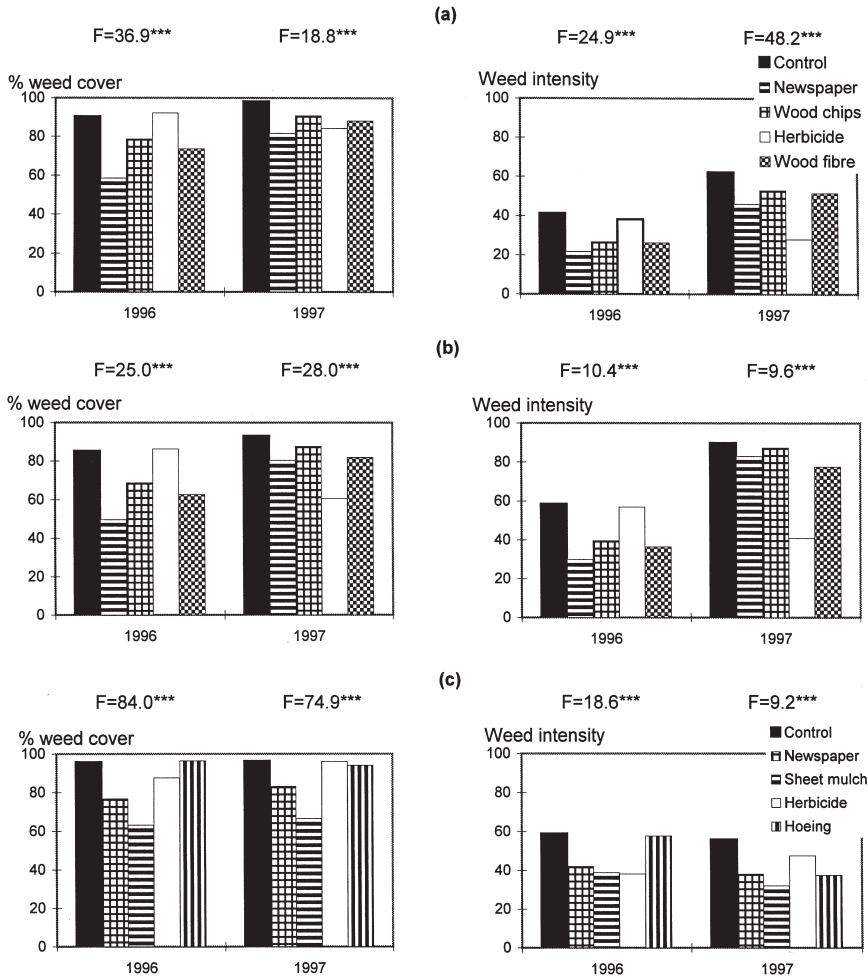 (a)
F=36.9*** F=18.8*** F=24.9*** F=48.2***
% weed cover
100
80
60
40
20
0
1996 1997
Weed intensity
100
80
60
40
20
0
1996 1997
Control
Newspaper
Wood chips
Herbicide
Wood fibre
(b)
F=25.0*** F=28.0*** F=10.4*** F=9.6***
% weed cover
100
80
60
40
20
0
1996 1997
Weed intensity
100
80
60
40
20
0
1996 1997
(c)
F=84.0*** F=74.9*** F=18.6*** F=9.2***
% weed cover
100
80
60
40
20
0
1996 1997
Weed intensity
100
80
60
40
20
0
1996 1997
Control
Newspaper
Sheet mulch
Herbicide
Hoeing